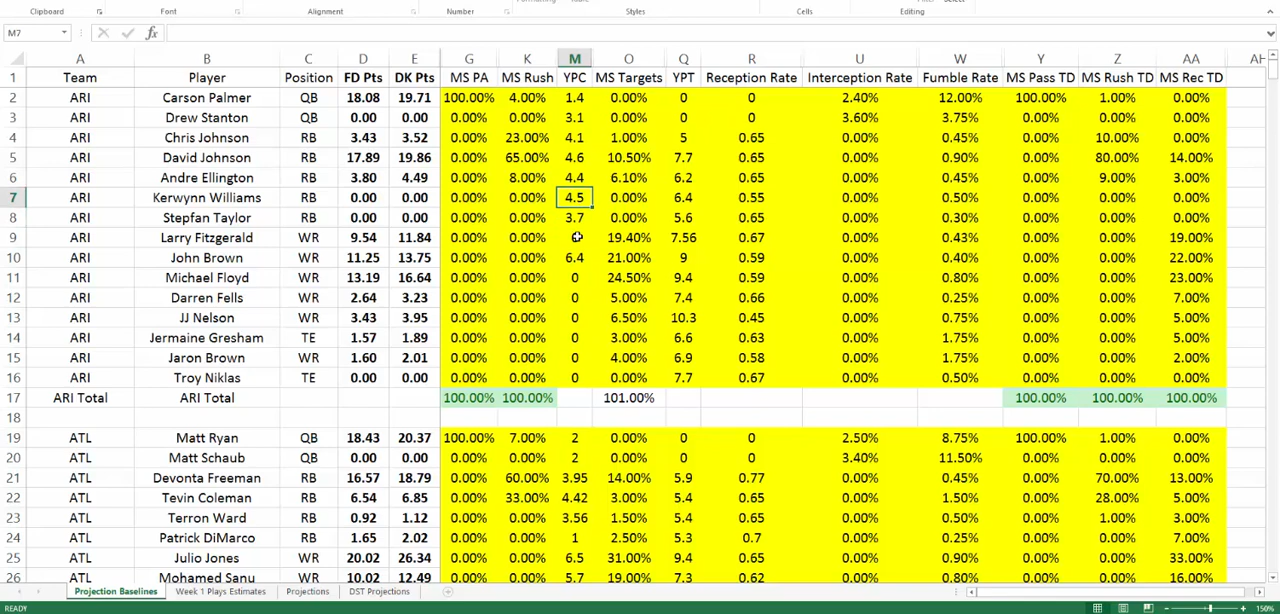 Clipboard Font Alignment Number Styles Cells Editing
M7 fx
A B C D E G K M O Q R U W Y Z AA AH
1 Team Player Position FD Pts DK Pts MS PA MS Rush YPC MS Targets YPT Reception Rate Interception Rate Fumble Rate MS Pass TD MS Rush TD MS Rec TD
2 ARI Carson Palmer QB 18.08 19.71 100.00% 4.00% 1.4 0.00% 0 0 2.40% 12.00% 100.00% 1.00% 0.00%
3 ARI Drew Stanton QB 0.00 0.00 0.00% 0.00% 3.1 0.00% 0 0 3.60% 3.75% 0.00% 0.00% 0.00%
4 ARI Chris Johnson RB 3.43 3.52 0.00% 23.00% 4.1 1.00% 5 0.65 0.00% 0.45% 0.00% 10.00% 0.00%
5 ARI David Johnson RB 17.89 19.86 0.00% 65.00% 4.6 10.50% 7.7 0.65 0.00% 0.90% 0.00% 80.00% 14.00%
6 ARI Andre Ellington RB 3.80 4.49 0.00% 8.00% 4.4 6.10% 6.2 0.65 0.00% 0.45% 0.00% 9.00% 3.00%
7 ARI Kerwynn Williams RB 0.00 0.00 0.00% 0.00% 4.5 0.00% 6.4 0.55 0.00% 0.50% 0.00% 0.00% 0.00%
8 ARI Stepfan Taylor RB 0.00 0.00 0.00% 0.00% 3.7 0.00% 5.6 0.65 0.00% 0.30% 0.00% 0.00% 0.00%
9 ARI Larry Fitzgerald WR 9.54 11.84 0.00% 0.00% 19.40% 7.56 0.67 0.00% 0.43% 0.00% 0.00% 19.00%
10 ARI John Brown WR 11.25 13.75 0.00% 0.00% 6.4 21.00% 9 0.59 0.00% 0.40% 0.00% 0.00% 22.00%
11 ARI Michael Floyd WR 13.19 16.64 0.00% 0.00% 0 24.50% 9.4 0.59 0.00% 0.80% 0.00% 0.00% 23.00%
12 ARI Darren Fells WR 2.64 3.23 0.00% 0.00% 0 5.00% 7.4 0.66 0.00% 0.25% 0.00% 0.00% 7.00%
13 ARI JJ Nelson WR 3.43 3.95 0.00% 0.00% 0 6.50% 10.3 0.45 0.00% 0.75% 0.00% 0.00% 5.00%
14 ARI Jermaine Gresham TE 1.57 1.89 0.00% 0.00% 0 3.00% 6.6 0.63 0.00% 1.75% 0.00% 0.00% 5.00%
15 ARI Jaron Brown WR 1.60 2.01 0.00% 0.00% 0 4.00% 6.9 0.58 0.00% 1.75% 0.00% 0.00% 2.00%
16 ARI Troy Niklas TE 0.00 0.00 0.00% 0.00% 0 0.00% 7.7 0.67 0.00% 0.50% 0.00% 0.00% 0.00%
17 ARI Total ARI Total 100.00% 100.00% 101.00% 100.00% 100.00% 100.00%
18
19 ATL Matt Ryan QB 18.43 20.37 100.00% 7.00% 2 0.00% 0 0 2.50% 8.75% 100.00% 1.00% 0.00%
20 ATL Matt Schaub QB 0.00 0.00 0.00% 0.00% 2 0.00% 0 0 3.40% 11.50% 0.00% 0.00% 0.00%
21 ATL Devonta Freeman RB 16.57 18.79 0.00% 60.00% 3.95 14.00% 5.9 0.77 0.00% 0.45% 0.00% 70.00% 13.00%
22 ATL Tevin Coleman RB 6.54 6.85 0.00% 33.00% 4.42 3.00% 5.4 0.65 0.00% 1.50% 0.00% 28.00% 5.00%
23 ATL Terron Ward RB 0.92 1.12 0.00% 0.00% 3.56 1.50% 5.4 0.65 0.00% 0.50% 0.00% 1.00% 3.00%
24 ATL Patrick DiMarco RB 1.65 2.02 0.00% 0.00% 1 2.50% 5.3 0.7 0.00% 0.25% 0.00% 0.00% 7.00%
25 ATL Julio Jones WR 20.02 26.34 0.00% 0.00% 6.5 31.00% 9.4 0.65 0.00% 0.90% 0.00% 0.00% 33.00%
26 ATL Mohamed Sanu WR 10.02 12.49 0.00% 0.00% 5.7 19.00% 7.3 0.62 0.00% 0.80% 0.00% 0.00% 16.00%
Projection Baselines Week 1 Plays Estimates Projections DST Projections
READY 150%